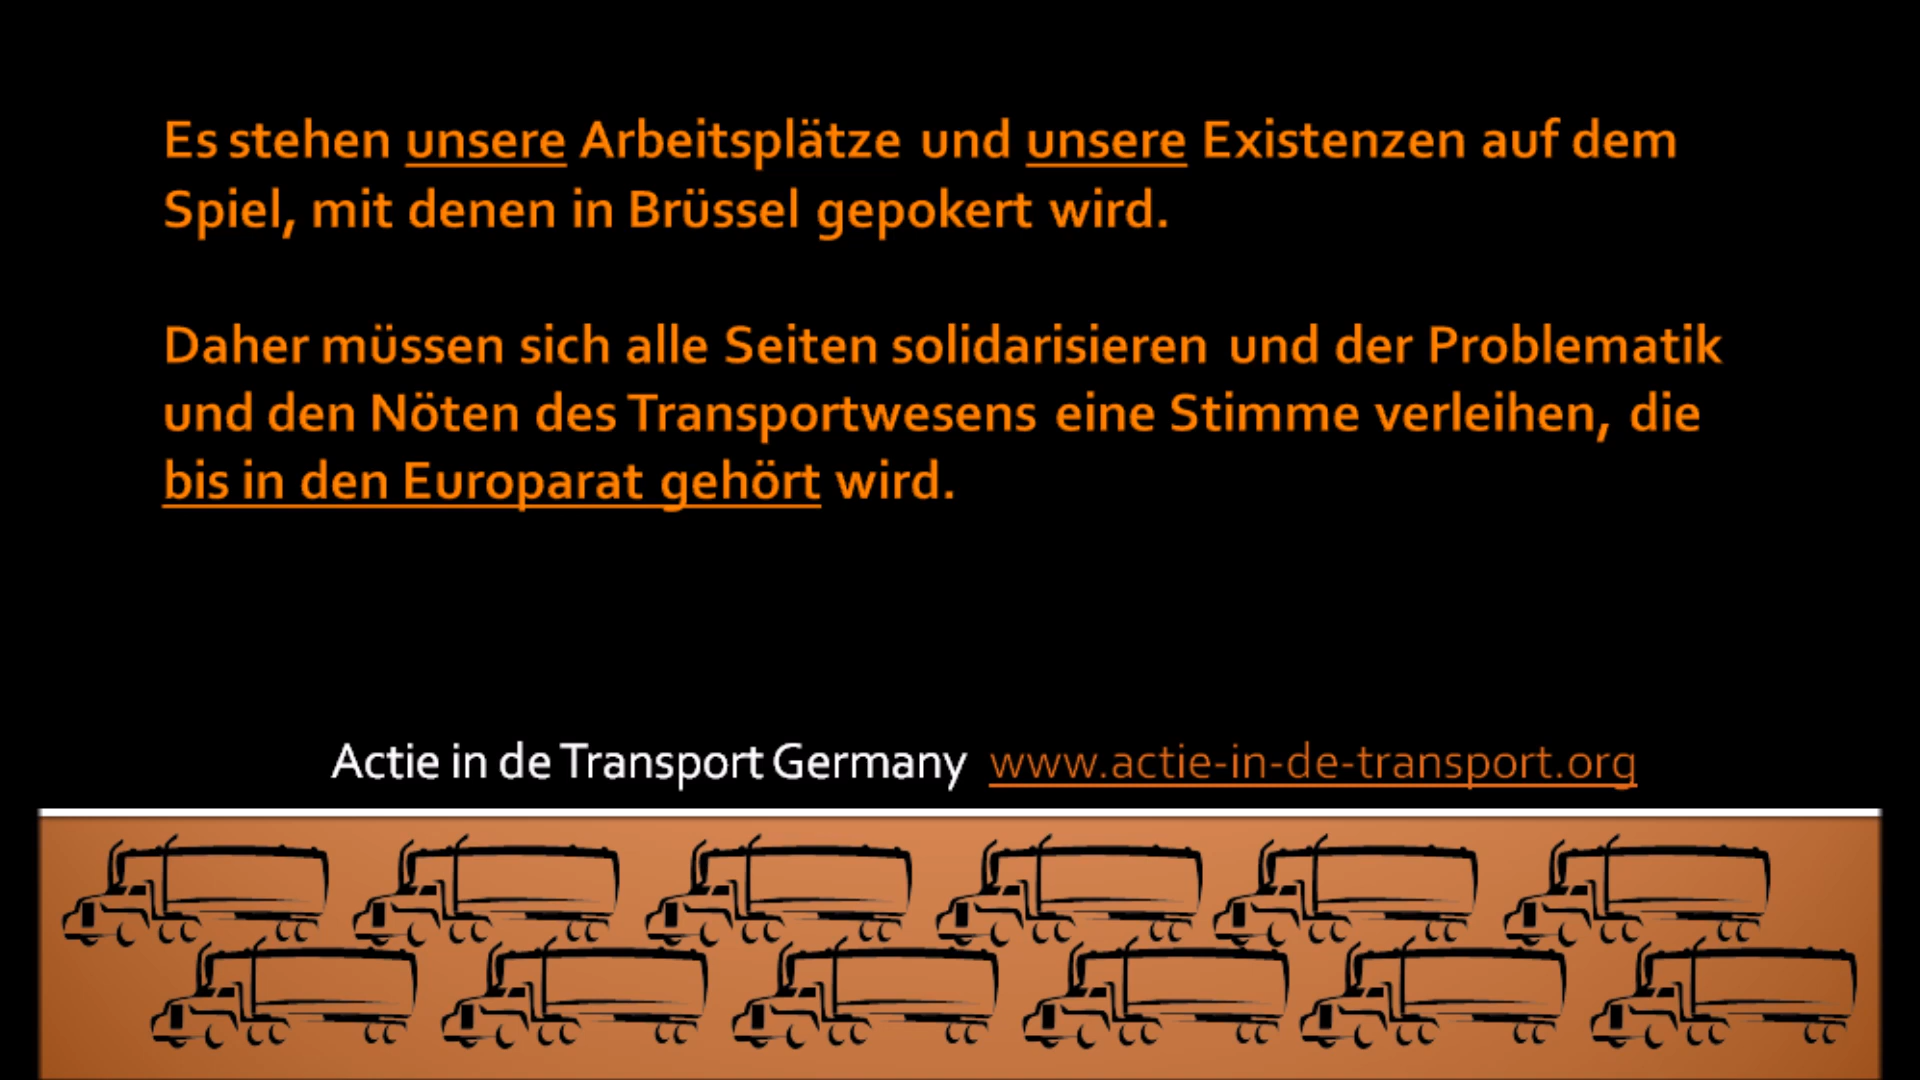 Es stehen unsere Arbeitsplätze und unsere Existenzen auf dem
Spiel, mit denen in Brüssel gepokert wird.
Daher müssen sich alle Seiten solidarisieren und der Problematik
und den Nöten des Transportwesens eine Stimme verleihen, die
bis in den Europarat gehört wird.
Actie in de Transport Germany www.actie-in-de-transport.org